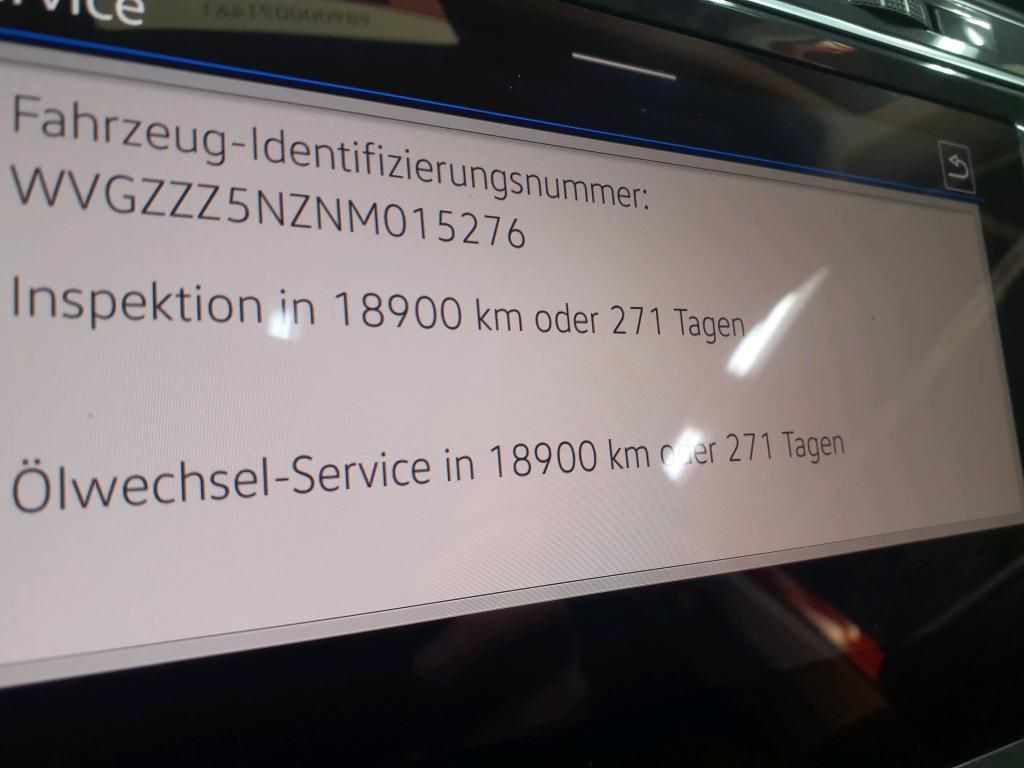 Fahrzeug-Identifizierungsnummer:
WVGZZZ5NZNM015276
Inspektion in 18900 km oder 271 Tagen
Ölwechsel-Service in 18900 km oder 271 Tagen